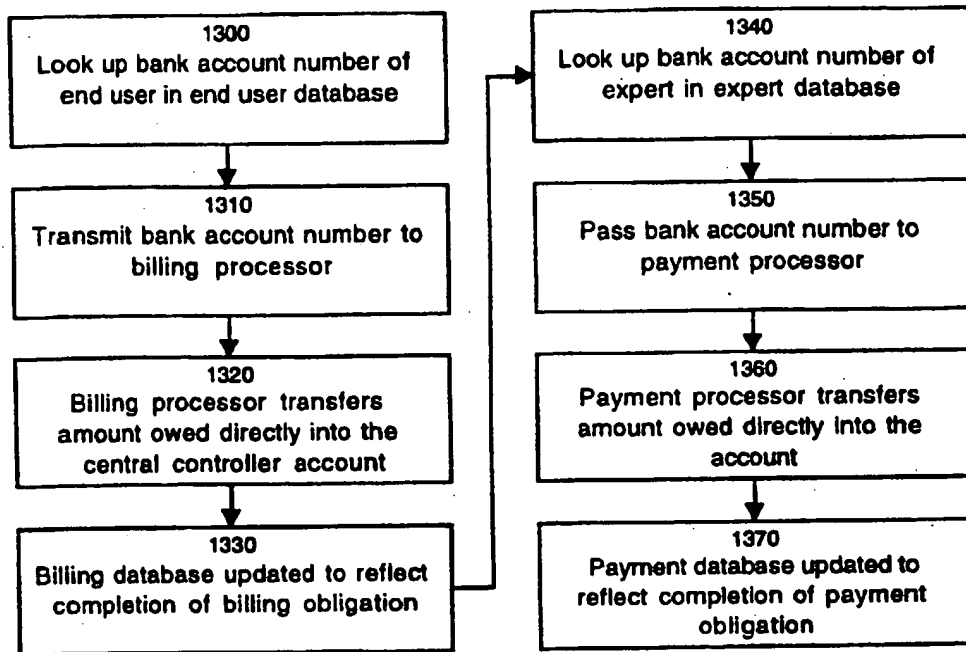 1300
Look up bank account number of
end user in end user database
1310
Transmit bank account number to
billing processor
1320
Billing processor transfers
amount owed directly into the
central controller account
1330
Billing database updated to reflect
completion of billing obligation
1340
Look up bank account number of
expert in expert database
1350
Pass bank account number to
payment processor
1360
Payment processor transfers
amount owed directly into the
account
1370
Payment database updated to
reflect completion of payment
obligation